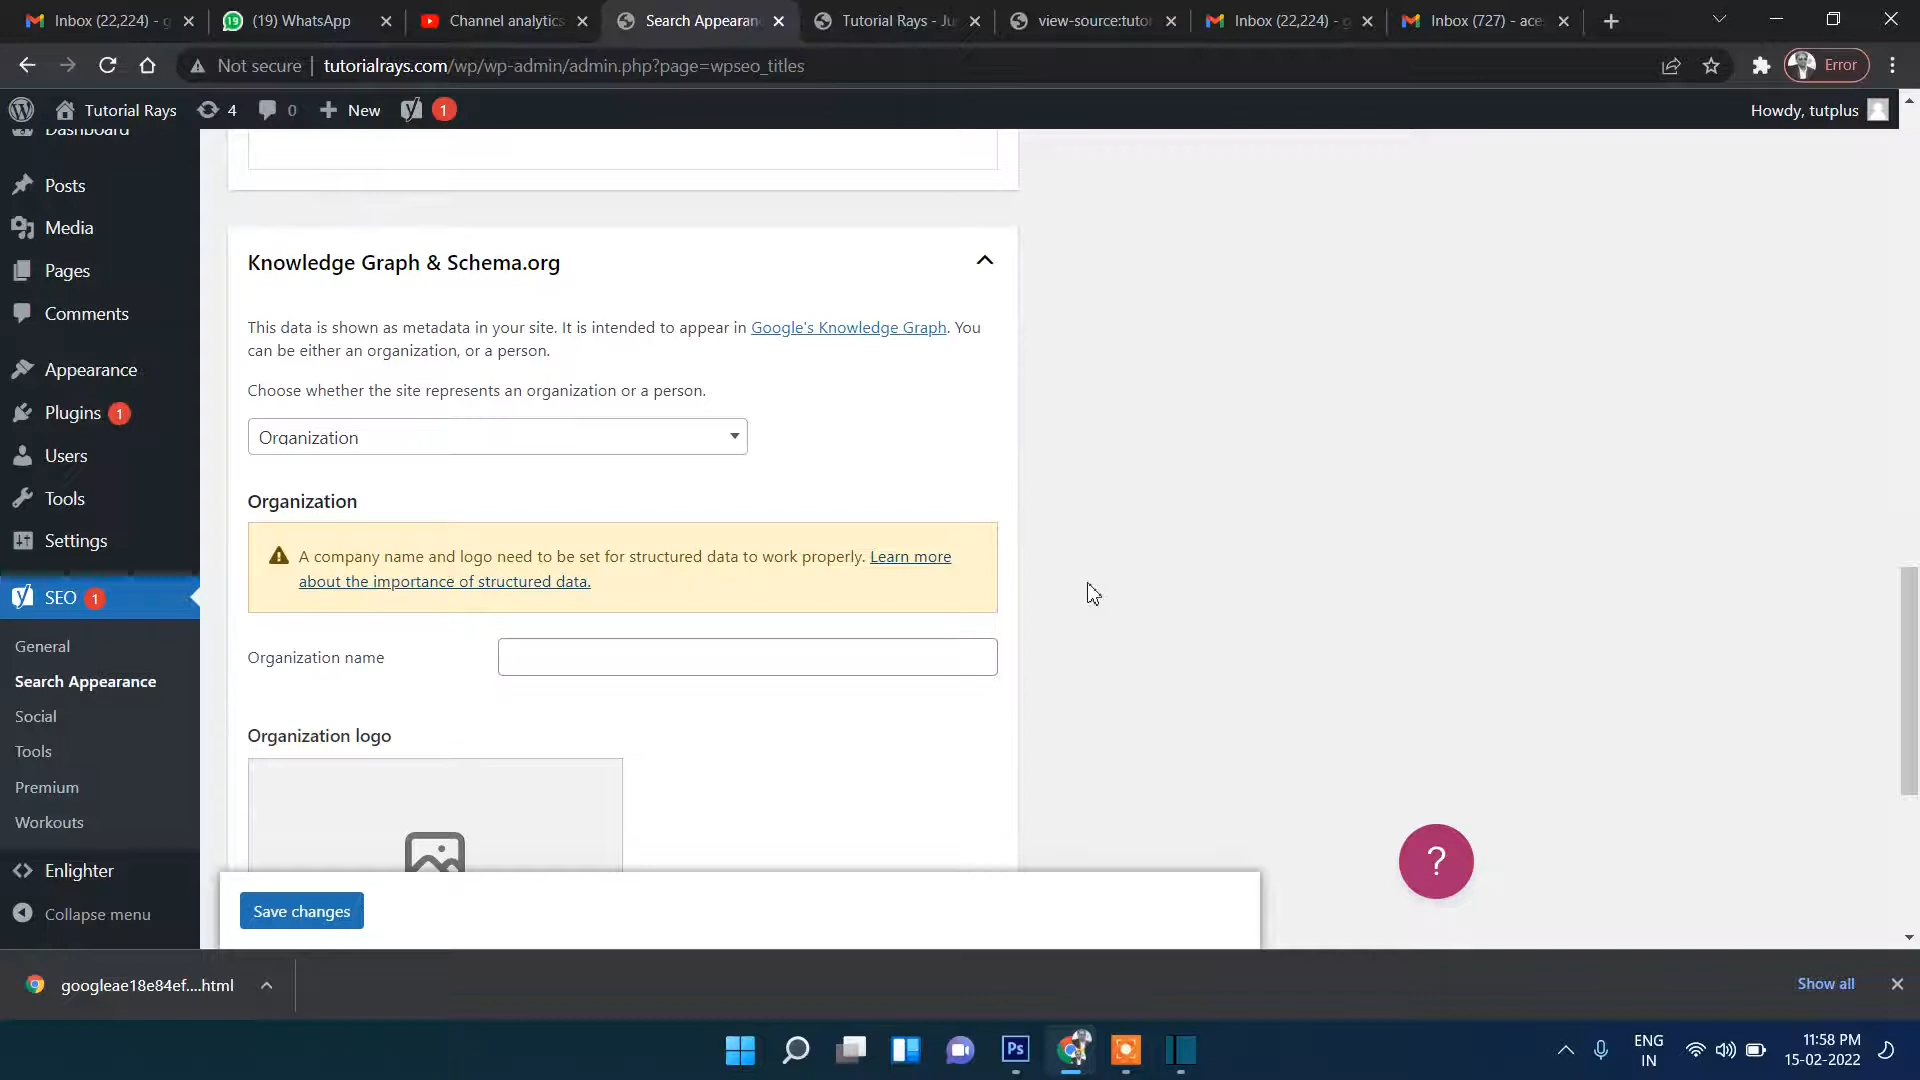 Inbox (22,224) - g
(19) WhatsApp
Channel analytics
Search Appearan
Tutorial Rays - Ju
view-source:tuto
Inbox (22,224) - g
Inbox (727) - ace
Not secure
tutorialrays.com/wp/wp-admin/admin.php?page=wpseo_titles
Error
Tutorial Rays
4
0
New
1
Howdy, tutplus
Dashboard
Posts
Media
Pages
Comments
Appearance
Plugins 1
Users
Tools
Settings
SEO 1
General
Search Appearance
Social
Tools
Premium
Workouts
Enlighter
Collapse menu
Knowledge Graph & Schema.org
This data is shown as metadata in your site. It is intended to appear in Google's Knowledge Graph. You
can be either an organization, or a person.
Choose whether the site represents an organization or a person.
Organization
Organization
A company name and logo need to be set for structured data to work properly. Learn more
about the importance of structured data.
Organization name
Organization logo
Save changes
?
googleae18e84ef....html
Show all
Ps
ENG
IN
11:58 PM
15-02-2022